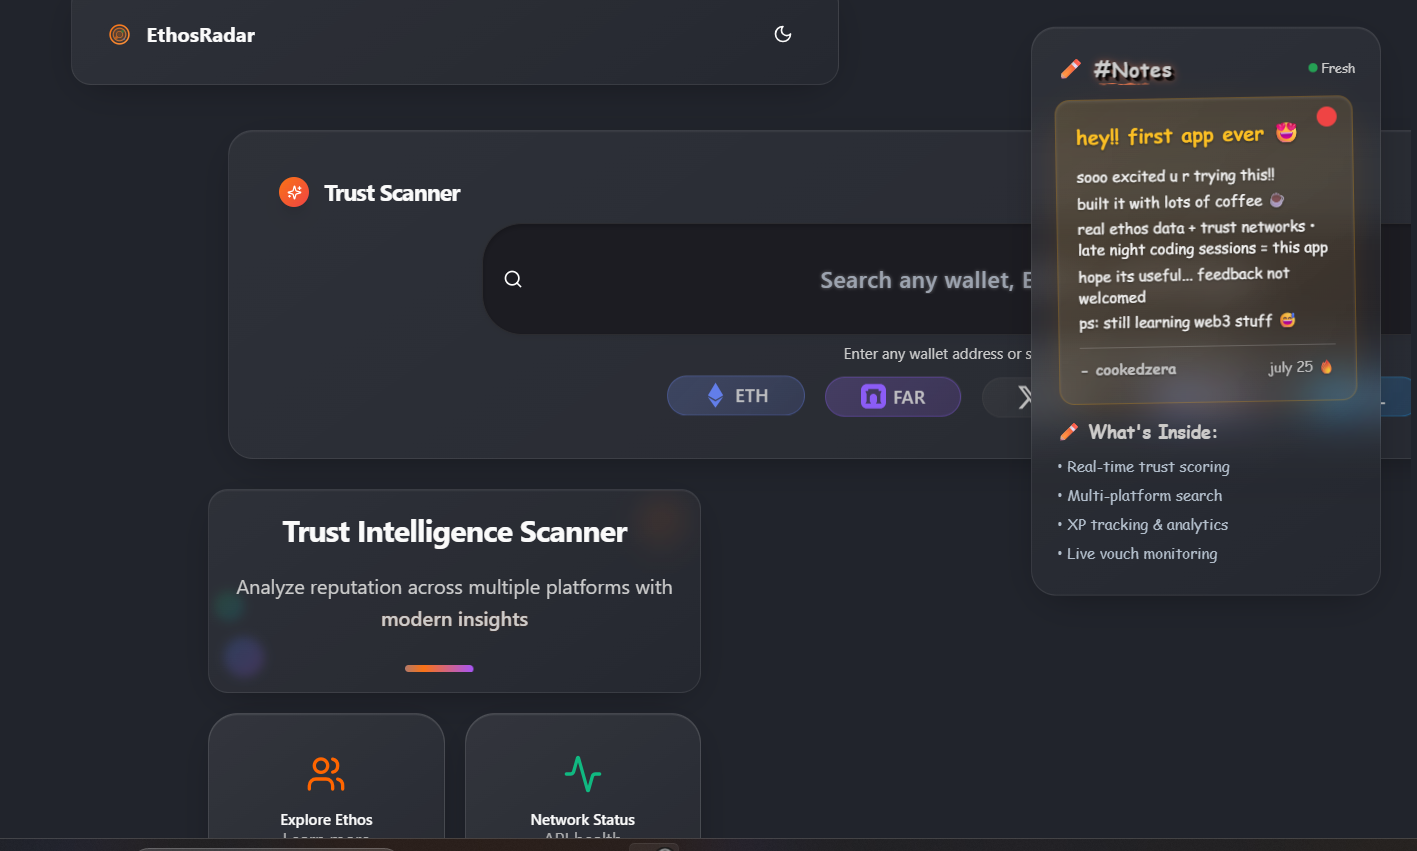 EthosRadar
#Notes
Fresh
hey!! first app ever 🤩
sooo excited u r trying this!!
built it with lots of coffee ☕
real ethos data + trust networks •
late night coding sessions = this app
hope its useful... feedback not
welcomed
ps: still learning web3 stuff 😅
- cookedzera
july 25 🔥
What's Inside:
• Real-time trust scoring
• Multi-platform search
• XP tracking & analytics
• Live vouch monitoring
Trust Scanner
Search any wallet, E
Enter any wallet address or s
ETH
FAR
X
Trust Intelligence Scanner
Analyze reputation across multiple platforms with
modern insights
Explore Ethos
Learn more
Network Status
API health